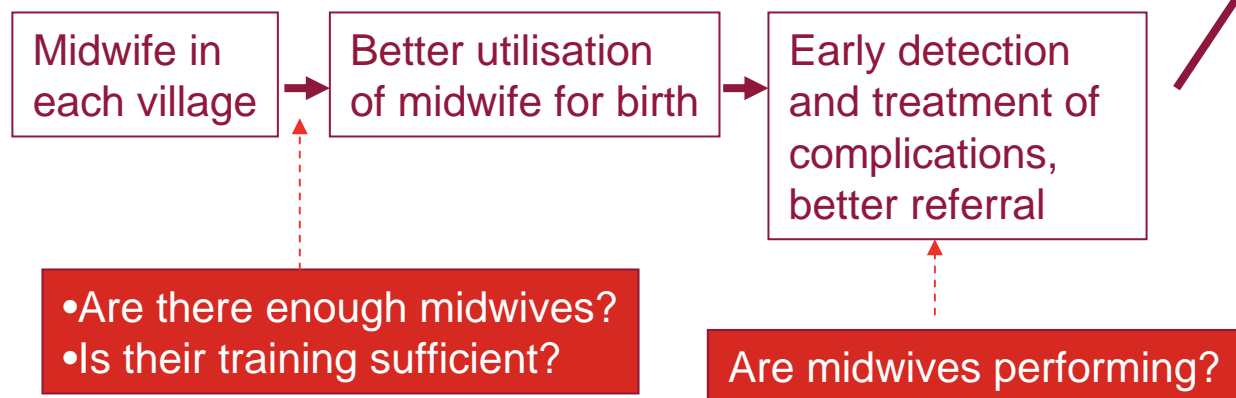 Midwife in
each village
Better utilisation
of midwife for birth
Early detection
and treatment of
complications,
better referral
•Are there enough midwives?
•Is their training sufficient?
Are midwives performing?